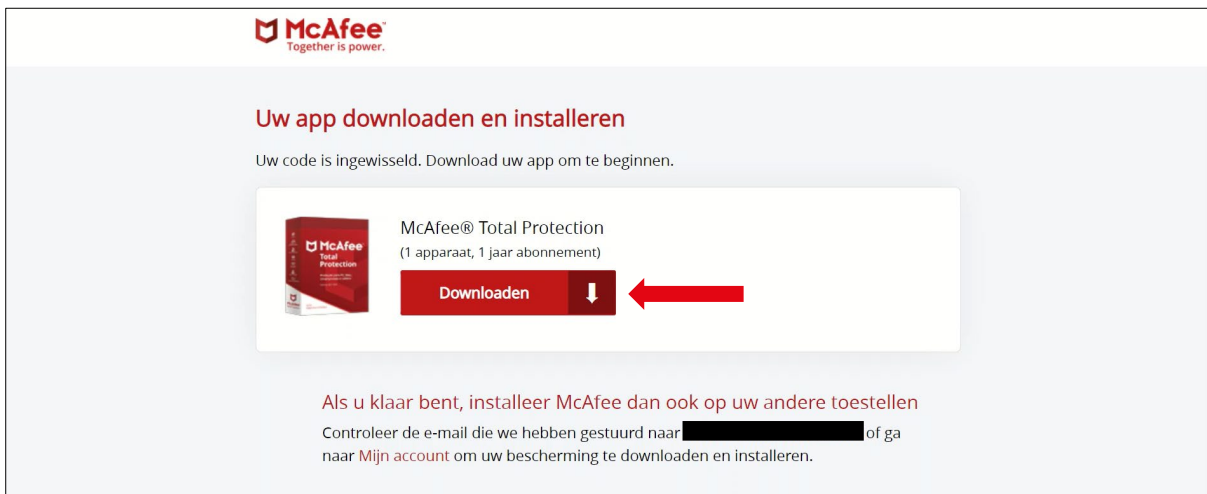 McAfee™
Together is power.
Uw app downloaden en installeren
Uw code is ingewisseld. Download uw app om te beginnen.
McAfee® Total Protection
(1 apparaat, 1 jaar abonnement)
McAfee
Total
Protection
Downloaden
Als u klaar bent, installeer McAfee dan ook op uw andere toestellen
Controleer de e-mail die we hebben gestuurd naar of ga
naar Mijn account om uw bescherming te downloaden en installeren.